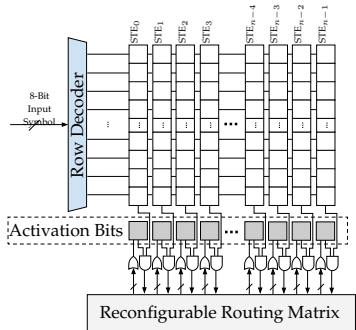 STE0 STE1 STE2 STE3 STEn−4 STEn−3 STEn−2 STEn−1
8-Bit
Input
Symbol
Row Decoder
... ... ... ... ... ... ... ... ... ...
Activation Bits ...
Reconfigurable Routing Matrix